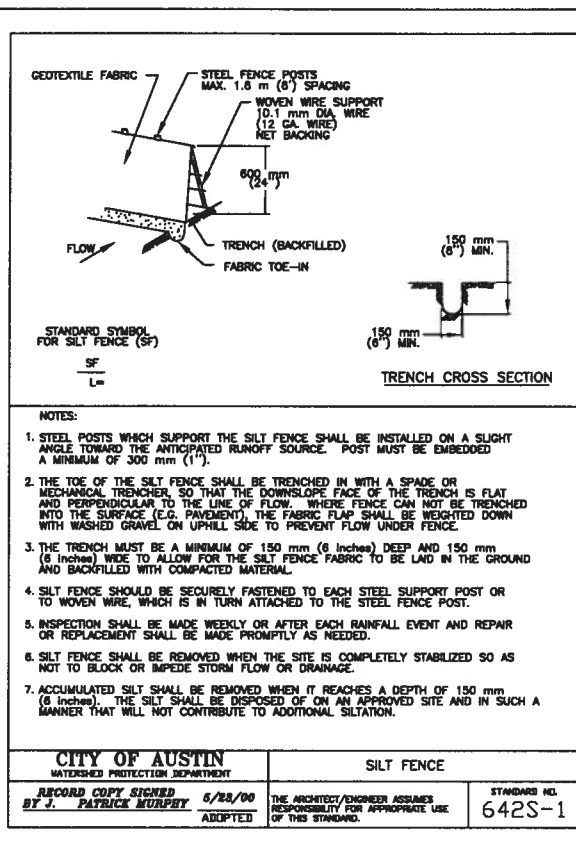 GEOTEXTILE FABRIC
STEEL FENCE POSTS
MAX. 1.8 m (6') SPACING
WOVEN WIRE SUPPORT
10.1 mm DIA. WIRE
(12 GA. WIRE)
NET BACKING
600 mm
(24")
FLOW
TRENCH (BACKFILLED)
FABRIC TOE-IN
150 mm
(6") MIN.
150 mm
(6") MIN.
STANDARD SYMBOL
FOR SILT FENCE (SF)
SF
L=
TRENCH CROSS SECTION
NOTES:
1. STEEL POSTS WHICH SUPPORT THE SILT FENCE SHALL BE INSTALLED ON A SLIGHT
ANGLE TOWARD THE ANTICIPATED RUNOFF SOURCE. POST MUST BE EMBEDDED
A MINIMUM OF 300 mm (1").
2. THE TOE OF THE SILT FENCE SHALL BE TRENCHED IN WITH A SPADE OR
MECHANICAL TRENCHER, SO THAT THE DOWNSLOPE FACE OF THE TRENCH IS FLAT
AND PERPENDICULAR TO THE LINE OF FLOW. WHERE FENCE CAN NOT BE TRENCHED
INTO THE SURFACE (E.G. PAVEMENT), THE FABRIC FLAP SHALL BE WEIGHTED DOWN
WITH WASHED GRAVEL ON UPHILL SIDE TO PREVENT FLOW UNDER FENCE.
3. THE TRENCH MUST BE A MINIMUM OF 150 mm (6 inches) DEEP AND 150 mm
(6 inches) WIDE TO ALLOW FOR THE SILT FENCE FABRIC TO BE LAID IN THE GROUND
AND BACKFILLED WITH COMPACTED MATERIAL.
4. SILT FENCE SHOULD BE SECURELY FASTENED TO EACH STEEL SUPPORT POST OR
TO WOVEN WIRE, WHICH IS IN TURN ATTACHED TO THE STEEL FENCE POST.
5. INSPECTION SHALL BE MADE WEEKLY OR AFTER EACH RAINFALL EVENT AND REPAIR
OR REPLACEMENT SHALL BE MADE PROMPTLY AS NEEDED.
6. SILT FENCE SHALL BE REMOVED WHEN THE SITE IS COMPLETELY STABILIZED SO AS
NOT TO BLOCK OR IMPEDE STORM FLOW OR DRAINAGE.
7. ACCUMULATED SILT SHALL BE REMOVED WHEN IT REACHES A DEPTH OF 150 mm
(6 inches). THE SILT SHALL BE DISPOSED OF ON AN APPROVED SITE AND IN SUCH A
MANNER THAT WILL NOT CONTRIBUTE TO ADDITIONAL SILTATION.
CITY OF AUSTIN
WATERSHED PROTECTION DEPARTMENT
SILT FENCE
RECORD COPY SIGNED
BY J. PATRICK MURPHY
5/23/00
ADOPTED
THE ARCHITECT/ENGINEER ASSUMES
RESPONSIBILITY FOR APPROPRIATE USE
OF THIS STANDARD.
STANDARD NO.
642S-1